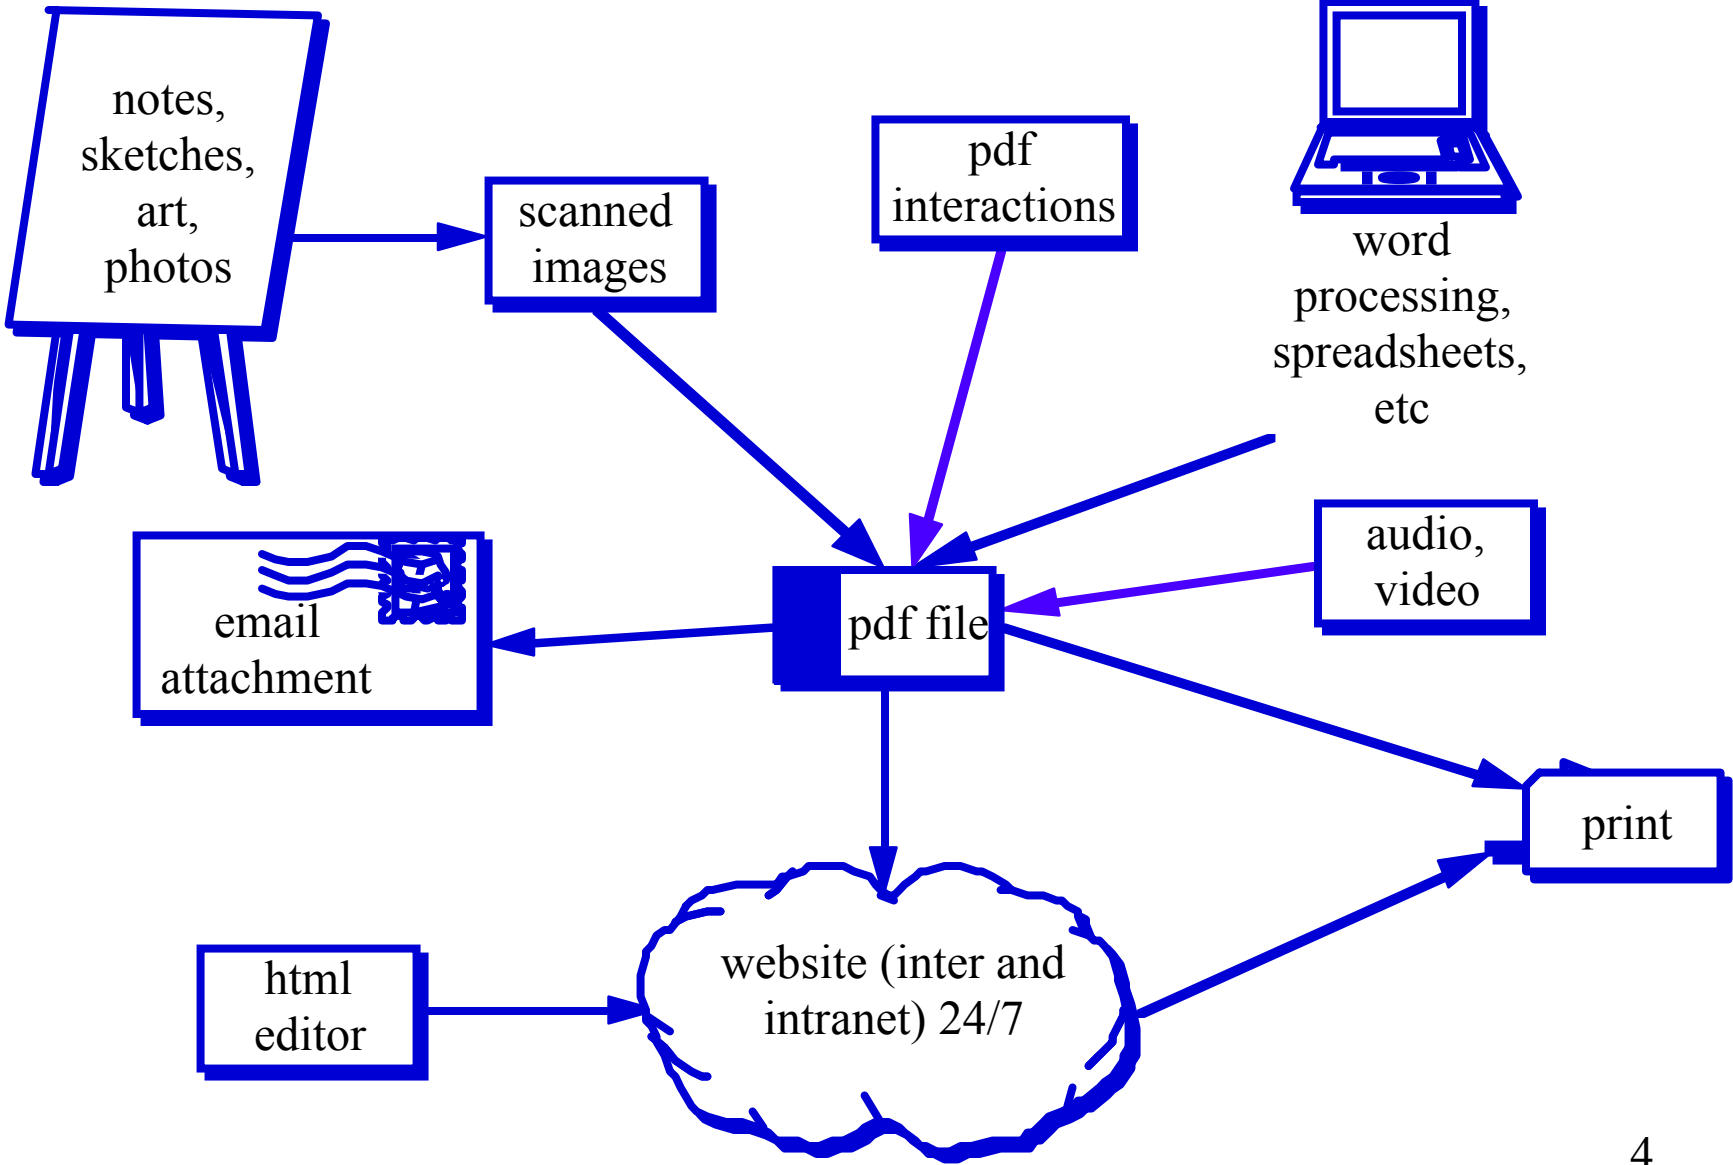 notes,
sketches,
art,
photos
scanned
images
pdf
interactions
word
processing,
spreadsheets,
etc
audio,
video
email
attachment
pdf file
print
html
editor
website (inter and
intranet) 24/7
4